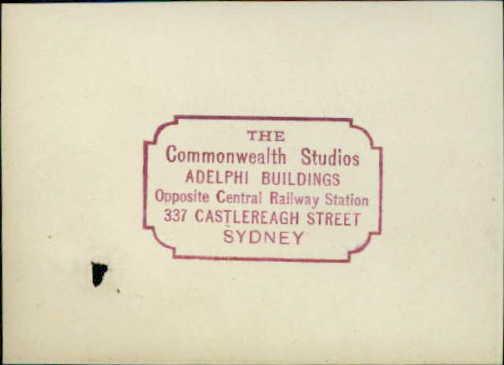 THE
Commonwealth Studios
ADELPHI BUILDINGS
Opposite Central Railway Station
337 CASTLEREAGH STREET
SYDNEY